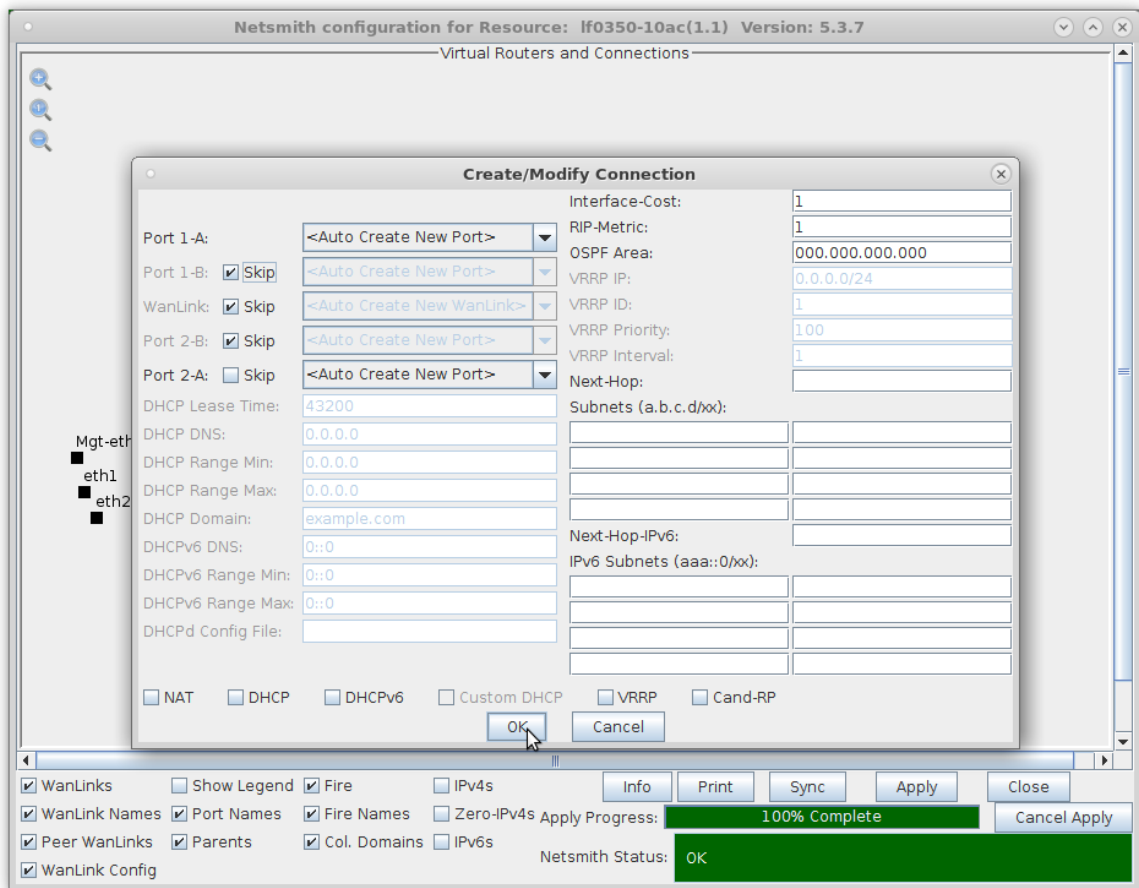 Netsmith configuration for Resource: lf0350-10ac(1.1) Version: 5.3.7
Virtual Routers and Connections
Create/Modify Connection
Port 1-A: <Auto Create New Port>
Port 1-B: Skip <Auto Create New Port>
WanLink: Skip <Auto Create New WanLink>
Port 2-B: Skip <Auto Create New Port>
Port 2-A: Skip <Auto Create New Port>
DHCP Lease Time: 43200
DHCP DNS: 0.0.0.0
DHCP Range Min: 0.0.0.0
DHCP Range Max: 0.0.0.0
DHCP Domain: example.com
DHCPv6 DNS: 0::0
DHCPv6 Range Min: 0::0
DHCPv6 Range Max: 0::0
DHCPd Config File:
Interface-Cost: 1
RIP-Metric: 1
OSPF Area: 000.000.000.000
VRRP IP: 0.0.0.0/24
VRRP ID: 1
VRRP Priority: 100
VRRP Interval: 1
Next-Hop:
Subnets (a.b.c.d/xx):
Next-Hop-IPv6:
IPv6 Subnets (aaa::0/xx):
NAT DHCP DHCPv6 Custom DHCP VRRP Cand-RP
OK Cancel
Mgt-eth
eth1
eth2
WanLinks Show Legend Fire IPv4s Info Print Sync Apply Close
WanLink Names Port Names Fire Names Zero-IPv4s Apply Progress: 100% Complete Cancel Apply
Peer WanLinks Parents Col. Domains IPv6s Netsmith Status: OK
WanLink Config